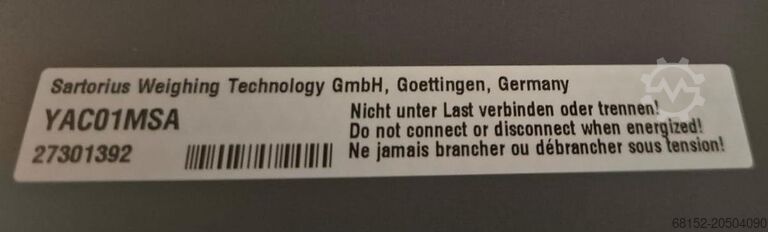 Sartorius Weighing Technology GmbH, Goettingen, Germany
YAC01MSA
27301392
Nicht unter Last verbinden oder trennen!
Do not connect or disconnect when energized!
Ne jamais brancher ou débrancher sous tension!
68152-20504090